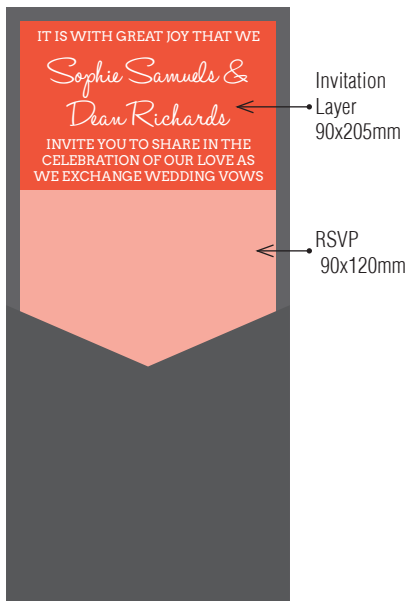 IT IS WITH GREAT JOY THAT WE
Sophie Samuels &
Dean Richards
INVITE YOU TO SHARE IN THE
CELEBRATION OF OUR LOVE AS
WE EXCHANGE WEDDING VOWS
Invitation
Layer
90x205mm
RSVP
90x120mm